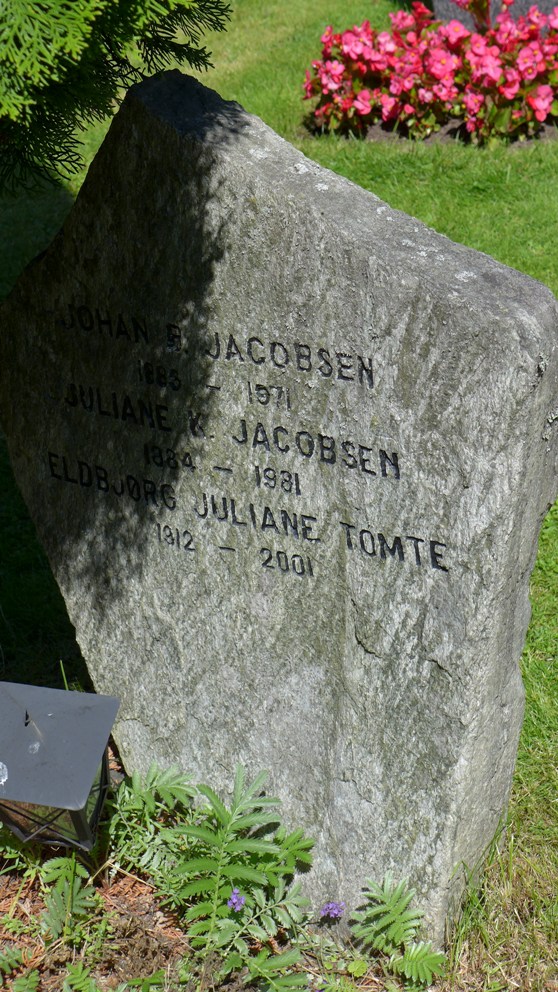 JOHAN R. JACOBSEN
1883 – 1971
JULIANE K. JACOBSEN
1884 – 1981
ELDBJØRG JULIANE TOMTE
1912 – 2001